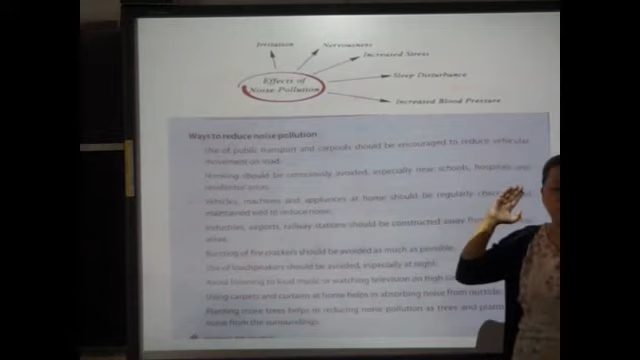 Irritation
Nervousness
Increased Stress
Effects of
Noise Pollution
Sleep Disturbance
Increased Blood Pressure
Ways to reduce noise pollution
Use of public transport and carpools should be encouraged to reduce vehicular
movement on road.
Honking should be consciously avoided, especially near schools, hospitals and
residential areas.
Vehicles, machines and appliances at home should be regularly
maintained
Industries, airports, railway stations should be constructed away from
areas.
Burning of fire crackers should be avoided as much as possible.
Use of loudspeakers should be avoided, especially at night.
Avoid listening to loud music or watching television on high
Using carpets and curtains at home helps in absorbing noise from outside.
Planting more trees helps in reducing noise pollution as trees and plants
noise from the surroundings.